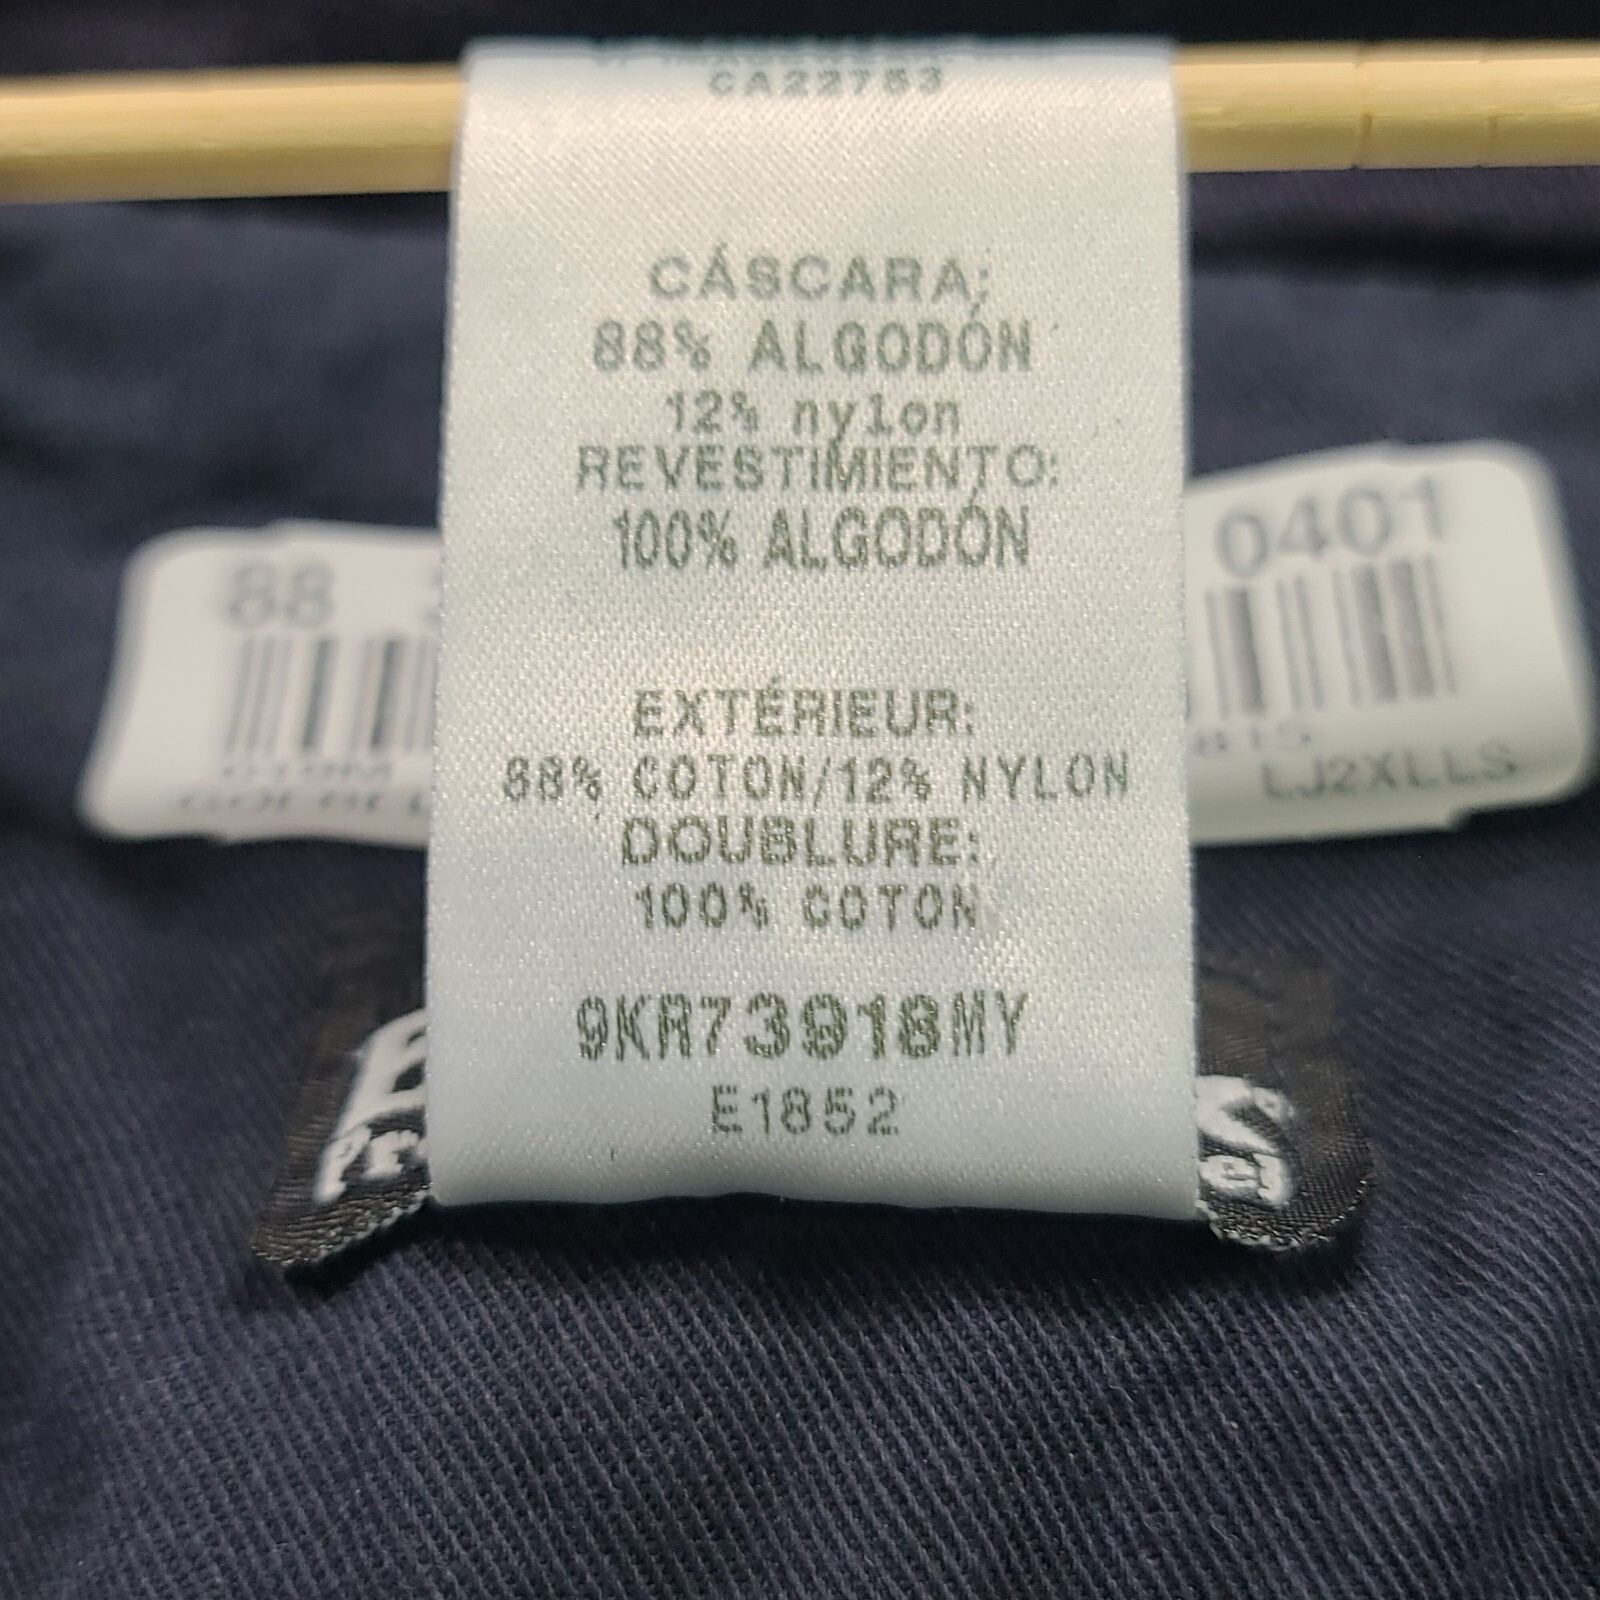 CA22753
CÁSCARA:
88% ALGODÓN
12% nylon
REVESTIMIENTO:
100% ALGODÓN
88
0401
LJ2XLLS
EXTÉRIEUR:
88% COTON/12% NYLON
DOUBLURE:
100% COTON
9KR73918MY
E1852